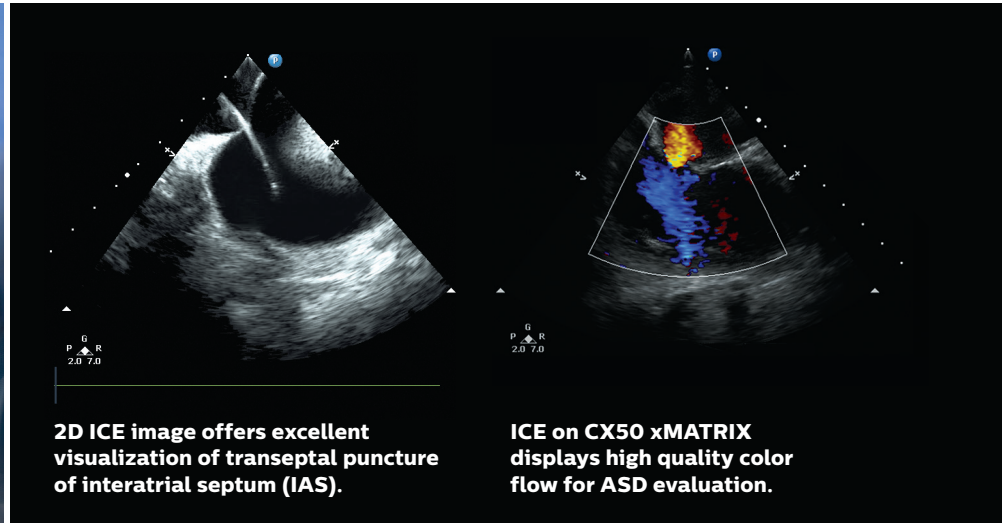 P
G
P R
2.0 7.0
2D ICE image offers excellent
visualization of transeptal puncture
of interatrial septum (IAS).
P
G
P R
2.0 7.0
ICE on CX50 xMATRIX
displays high quality color
flow for ASD evaluation.